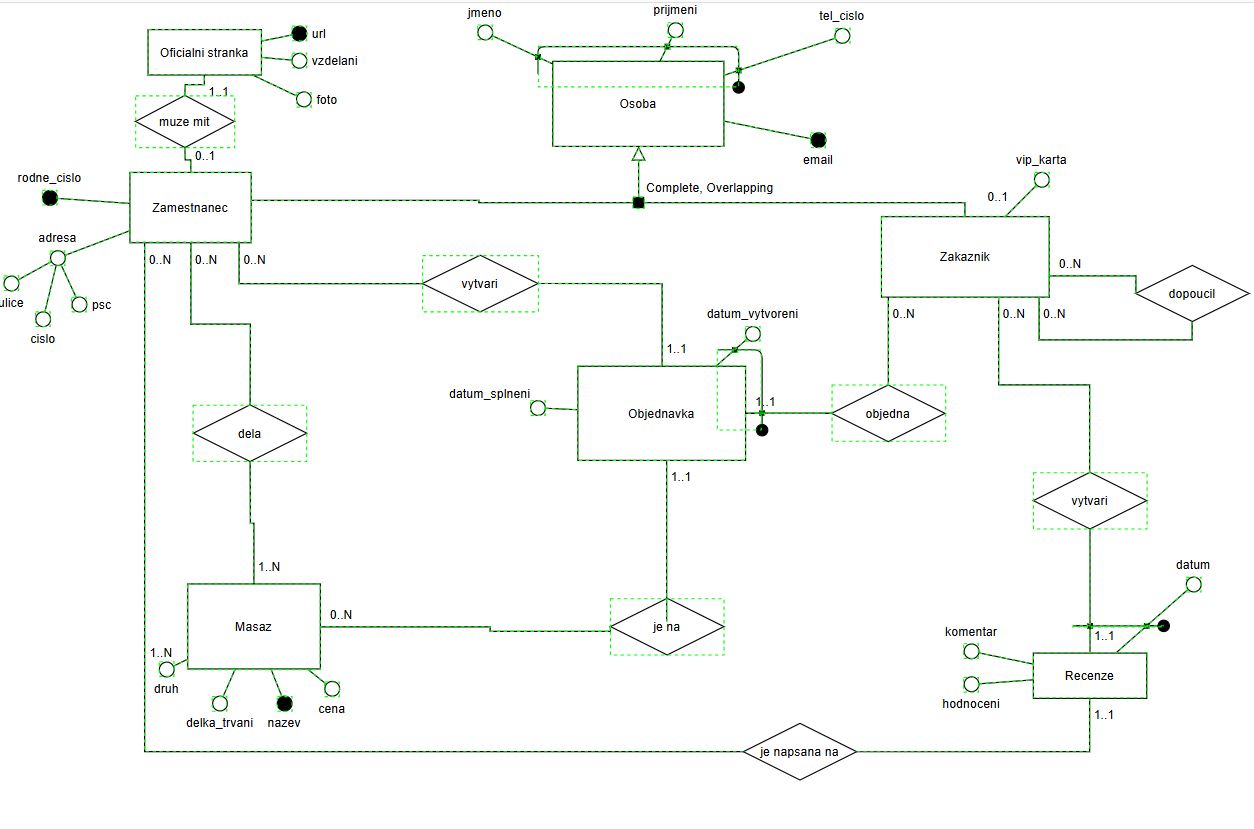 jmeno
prijmeni
tel_cislo
url
Oficialni stranka
vzdelani
foto
1..1
muze mit
0..1
Osoba
email
Complete, Overlapping
vip_karta
0..1
rodne_cislo
Zamestnanec
adresa
ulice
cislo
psc
0..N
0..N
0..N
vytvari
Zakaznik
0..N
dopoucil
0..N
0..N
0..N
datum_vytvoreni
1..1
datum_splneni
Objednavka
1..1
objedna
dela
1..1
vytvari
1..N
Masaz
0..N
je na
datum
1..1
komentar
Recenze
hodnoceni
1..1
1..N
druh
delka_trvani
nazev
cena
je napsana na